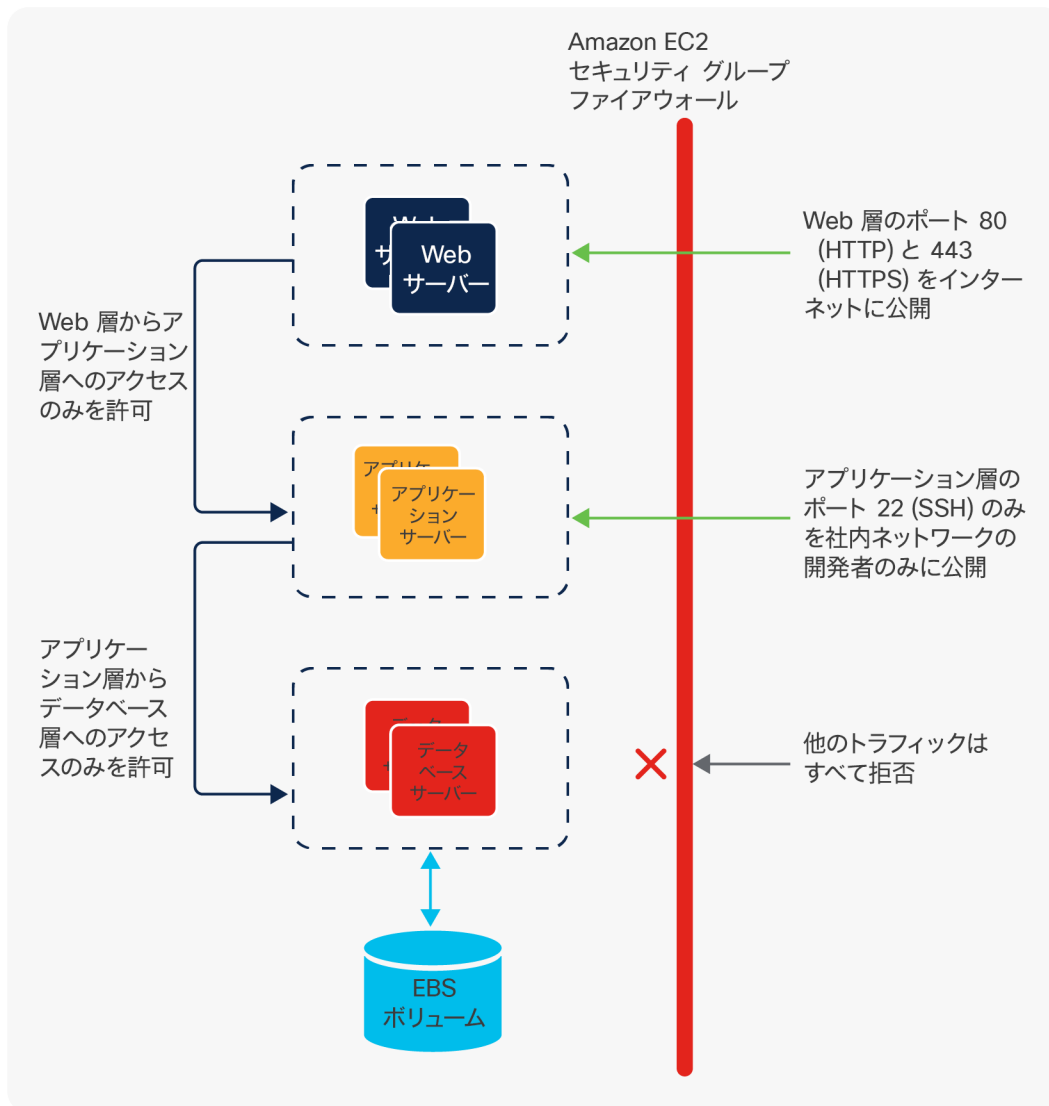 Amazon EC2
セキュリティ グループ
ファイアウォール
Web
サーバー
Web 層のポート 80
(HTTP) と 443
(HTTPS) をインター
ネットに公開
Web 層からア
プリケーション
層へのアクセス
のみを許可
アプリケー
アプリケー
ション
サーバー
アプリケーション層の
ポート 22 (SSH) のみ
を社内ネットワークの
開発者のみに公開
アプリケー
ション層から
データベース
層へのアクセ
スのみを許可
データ
データ
ベース
サーバー
他のトラフィックは
すべて拒否
EBS
ボリューム